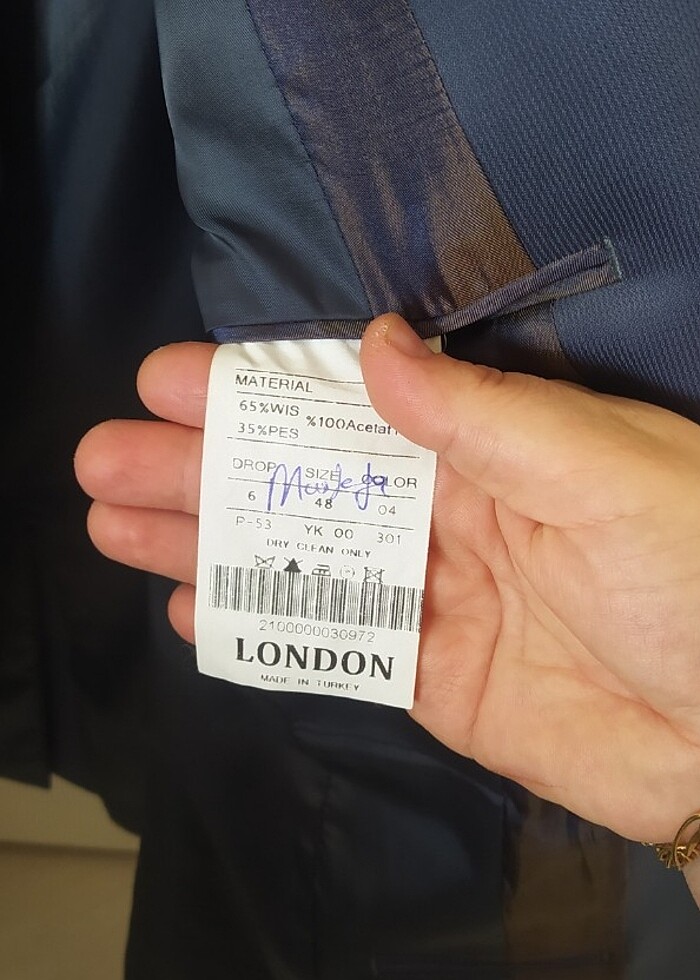 MATERIAL
65%WIS %100Acetat
35%PES
DROP SIZE COLOR
6 48 04
P-53 YK 00 301
DRY CLEAN ONLY
2100000030972
LONDON
MADE IN TURKEY